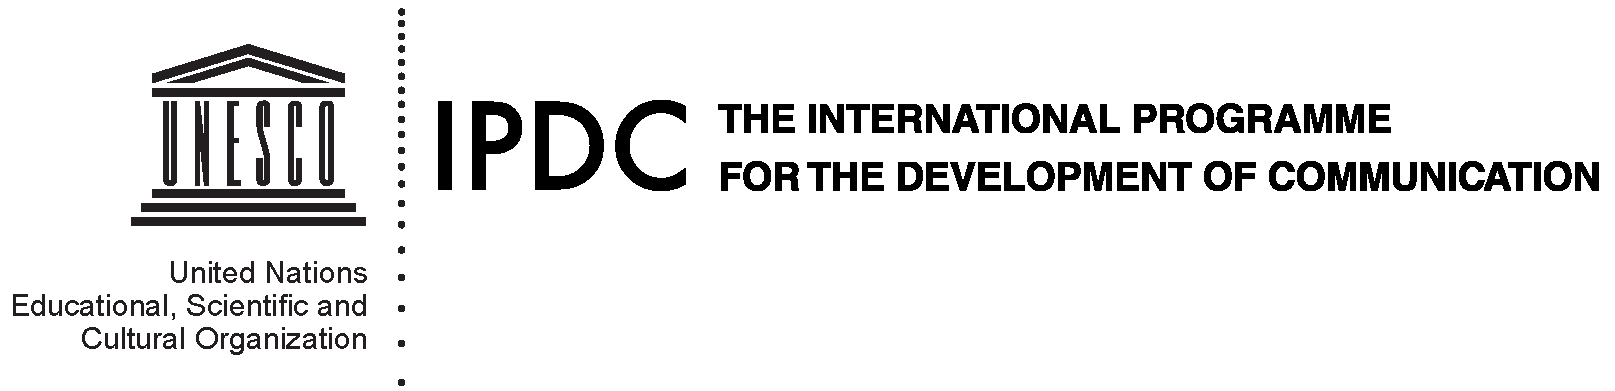 UNESCO
United Nations
Educational, Scientific and
Cultural Organization
IPDC
THE INTERNATIONAL PROGRAMME
FOR THE DEVELOPMENT OF COMMUNICATION